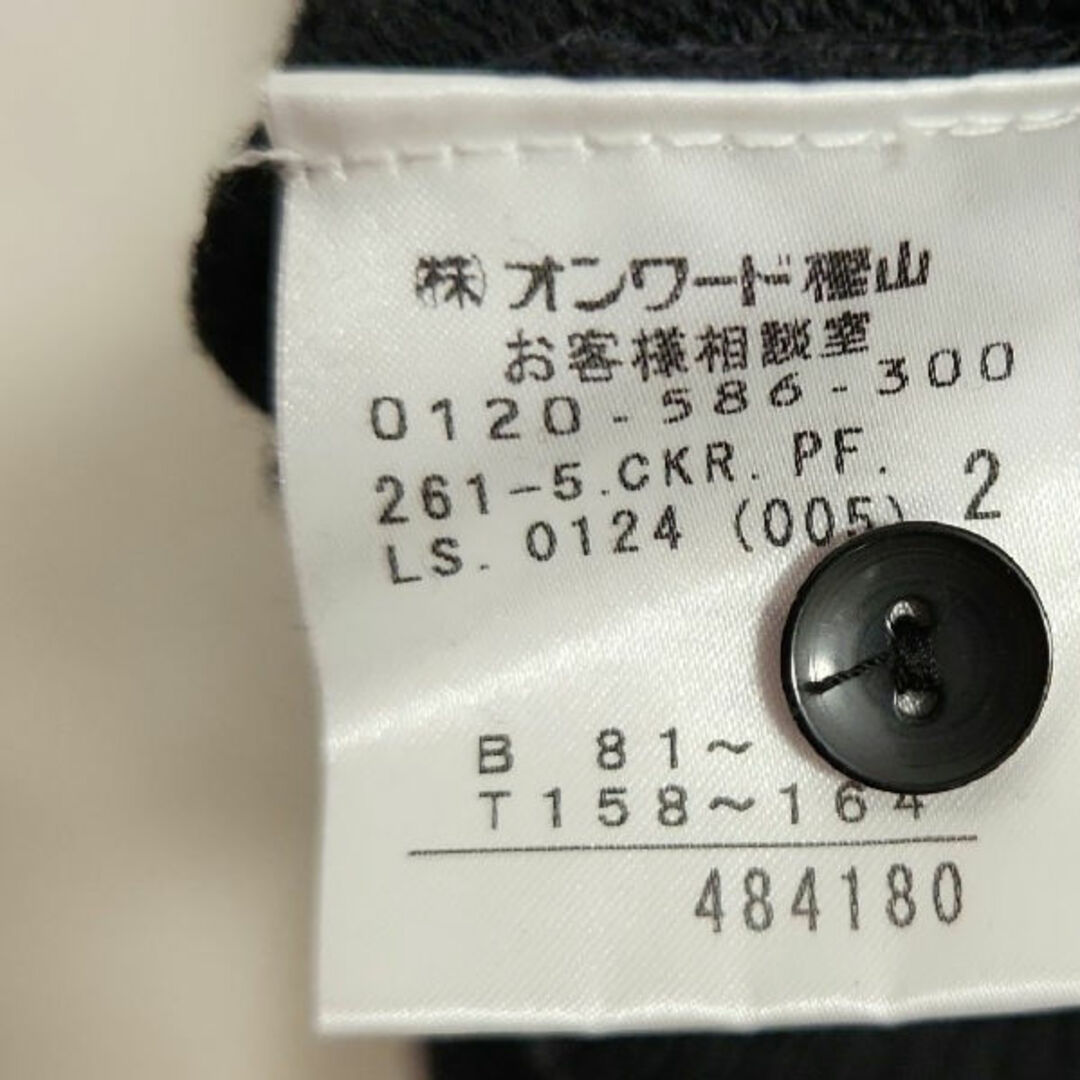 ㈱ オンワード樫山
お客様相談室
0120-586-300
261-5.CKR. PF.
LS. 0124 (005) 2
B 81~
T158~164
484180